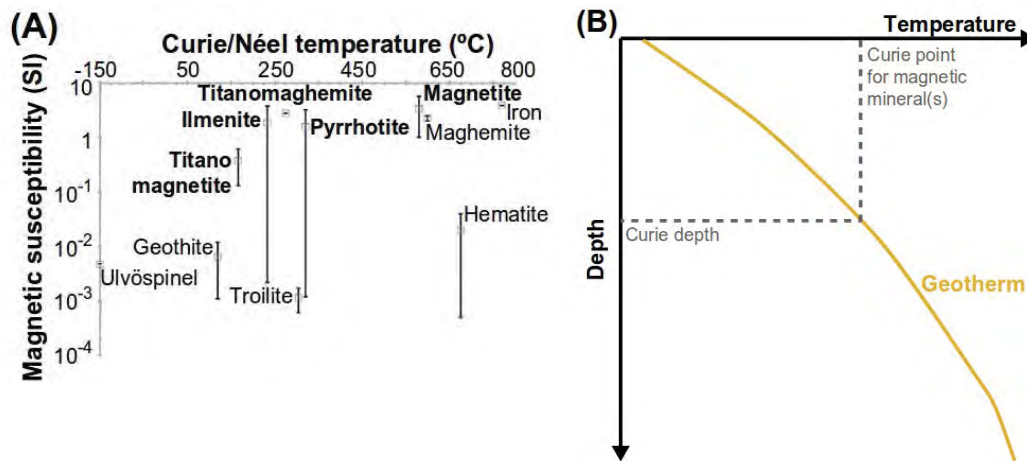 (A)
Curie/Néel temperature (ºC)
-150 50 250 450 650 800
Magnetic susceptibility (SI)
10
1
10-1
10-2
10-3
10-4
Titanomaghemite
Magnetite
Ilmenite
Iron
Pyrrhotite
Maghemite
Titano
magnetite
Hematite
Geothite
Ulvöspinel
Troilite
(B)
Temperature
Curie point
for magnetic
mineral(s)
Curie depth
Depth
Geotherm